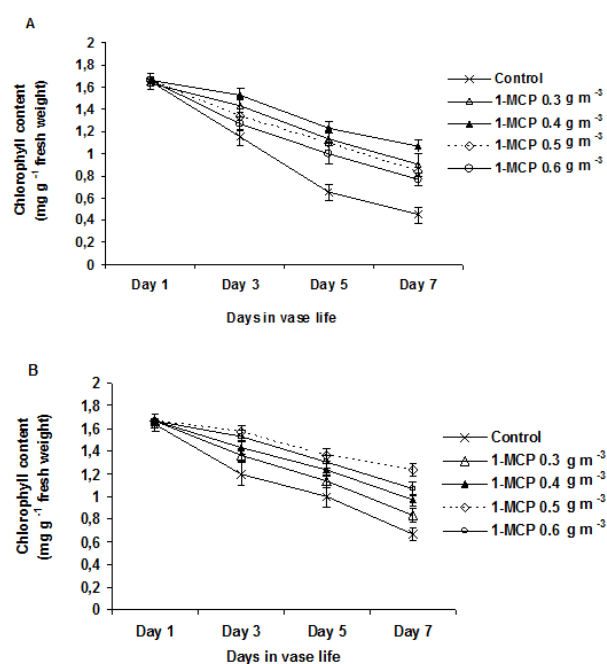 A
Chlorophyll content
(mg g -1 fresh weight)
2
1,8
1,6
1,4
1,2
1
0,8
0,6
0,4
0,2
0
Day 1 Day 3 Day 5 Day 7
Days in vase life
Control
1-MCP 0.3 g m -3
1-MCP 0.4 g m -3
1-MCP 0.5 g m -3
1-MCP 0.6 g m -3
B
Chlorophyll content
(mg g -1 fresh weight)
2
1,8
1,6
1,4
1,2
1
0,8
0,6
0,4
0,2
0
Day 1 Day 3 Day 5 Day 7
Days in vase life
Control
1-MCP 0.3 g m -3
1-MCP 0.4 g m -3
1-MCP 0.5 g m -3
1-MCP 0.6 g m -3